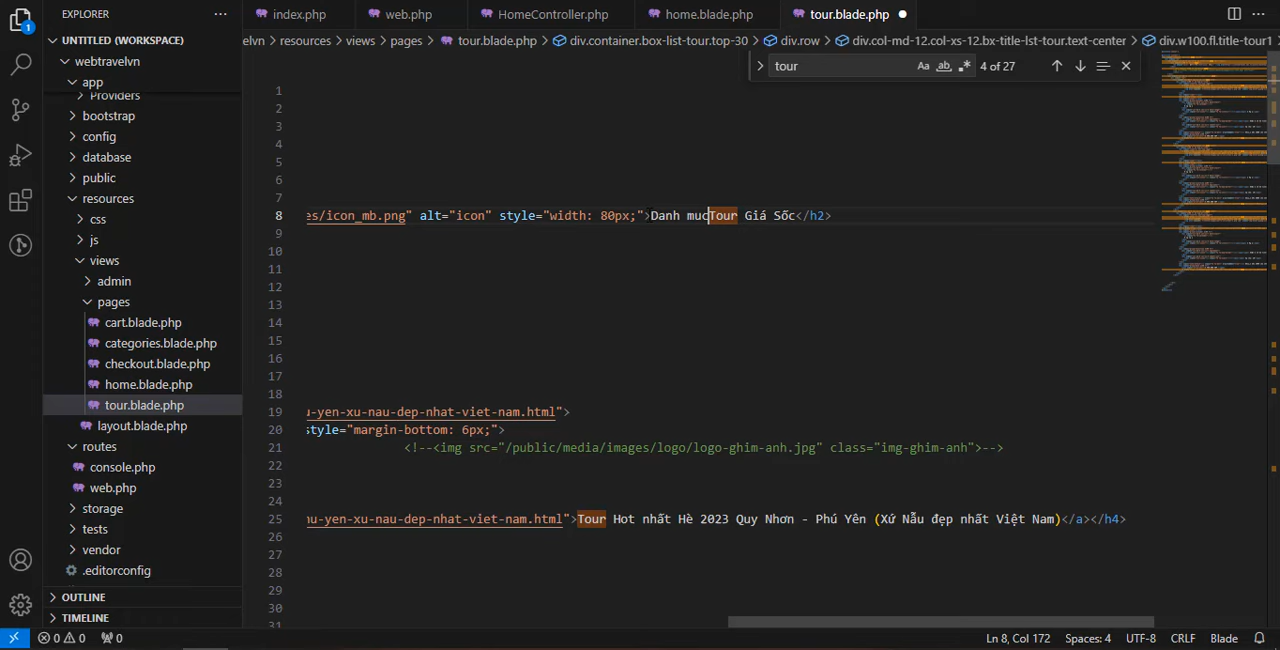 EXPLORER
UNTITLED (WORKSPACE)
webtravelvn
app
Providers
bootstrap
config
database
public
resources
css
js
views
admin
pages
cart.blade.php
categories.blade.php
checkout.blade.php
home.blade.php
tour.blade.php
layout.blade.php
routes
console.php
web.php
storage
tests
vendor
.editorconfig
OUTLINE
TIMELINE
1
index.php
web.php
HomeController.php
home.blade.php
tour.blade.php
elvn > resources > views > pages > tour.blade.php > div.container.box-list-tour.top-30 > div.row > div.col-md-12.col-xs-12.bx-title-lst-tour.text-center > div.w100.fl.title-tour1
tour
Aa ab
4 of 27
1
2
3
4
5
6
7
8 es/icon_mb.png" alt="icon" style="width: 80px;">Danh mucTour Giá Sốc</h2>
9
10
11
12
13
14
15
16
17
18
19 u-yen-xu-nau-dep-nhat-viet-nam.html">
20 style="margin-bottom: 6px;">
21 <!--<img src="/public/media/images/logo/logo-ghim-anh.jpg" class="img-ghim-anh">-->
22
23
24
25 hu-yen-xu-nau-dep-nhat-viet-nam.html">Tour Hot nhất Hè 2023 Quy Nhơn - Phú Yên (Xứ Nẫu đẹp nhất Việt Nam)</a></h4>
26
27
28
29
30
31
0 0 0
Ln 8, Col 172
Spaces: 4
UTF-8
CRLF
Blade